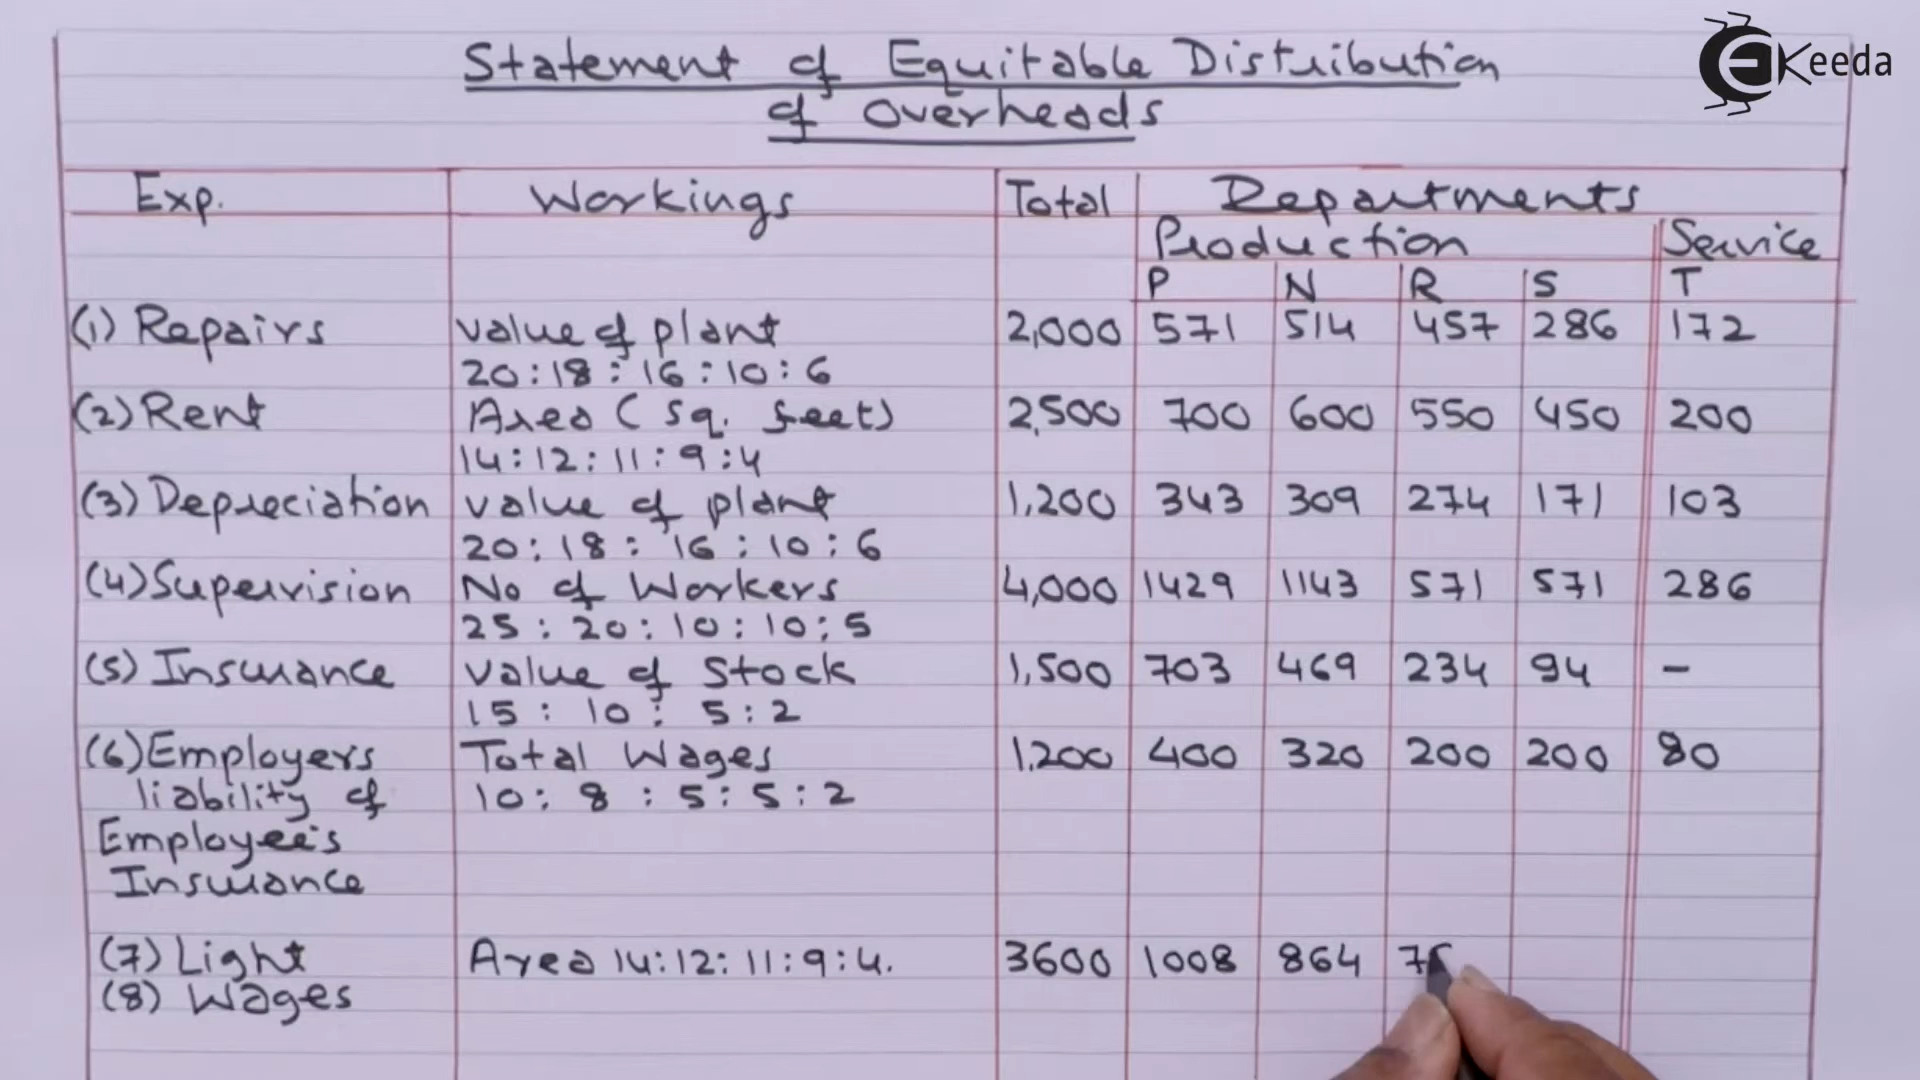 Statement of Equitable Distribution
of Overheads
EKeeda
Exp. Workings Total Departments
Production Service
P N R S T
(1) Repairs value of plant 2,000 571 514 457 286 172
20:18:16:10:6
(2) Rent Area (sq. feet) 2,500 700 600 550 450 200
14:12:11:9:4
(3) Depreciation value of plant 1,200 343 309 274 171 103
20:18:16:10:6
(4) Supervision No of Workers 4,000 1429 1143 571 571 286
25:20:10:10:5
(5) Insurance value of Stock 1,500 703 469 234 94 -
15:10:5:2
(6) Employers Total Wages 1,200 400 320 200 200 80
liability of 10:8:5:5:2
Employee's
Insurance
(7) Light Area 14:12:11:9:4. 3600 1008 864
(8) Wages